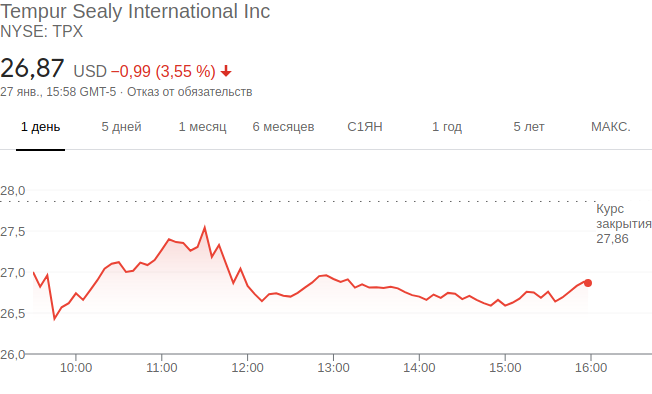 Tempur Sealy International Inc
NYSE: TPX
26,87 USD −0,99 (3,55 %)
27 янв., 15:58 GMT-5 · Отказ от обязательств
1 день 5 дней 1 месяц 6 месяцев С1ЯН 1 год 5 лет МАКС.
28,0
Курс
закрытия
27,86
27,5
27,0
26,5
26,0
10:00 11:00 12:00 13:00 14:00 15:00 16:00